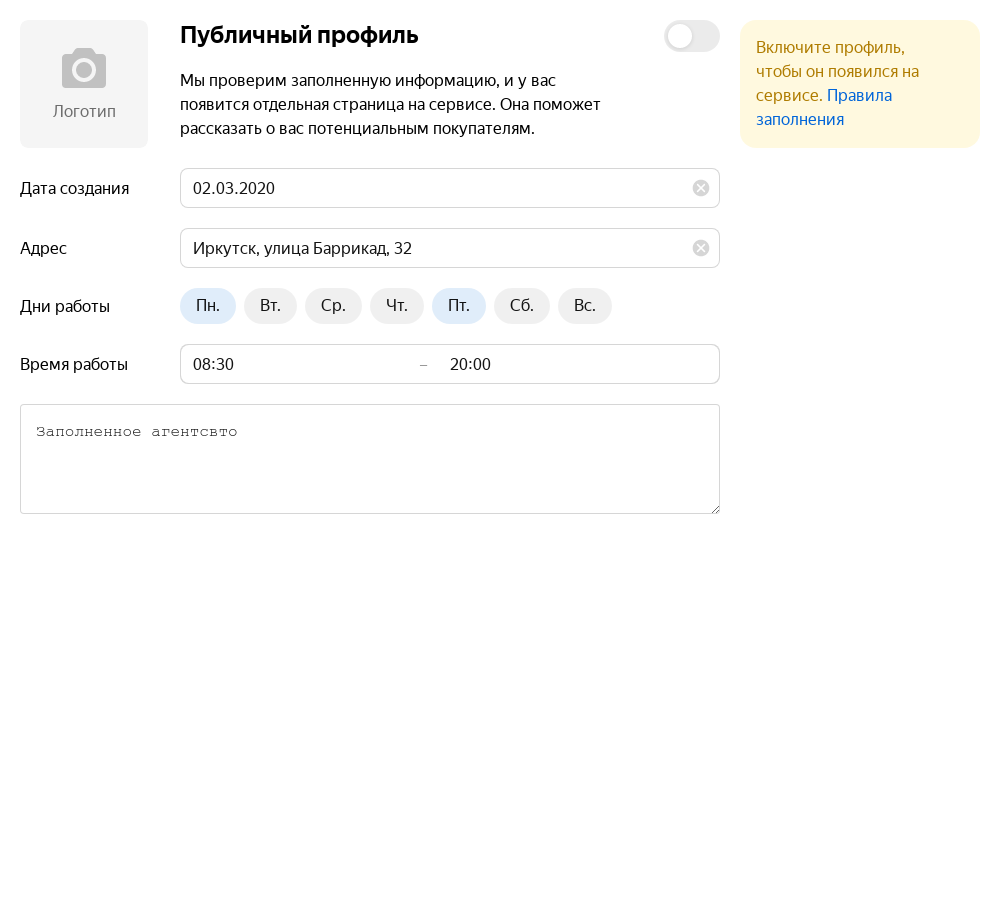 Логотип
Публичный профиль
Мы проверим заполненную информацию, и у вас
появится отдельная страница на сервисе. Она поможет
рассказать о вас потенциальным покупателям.
Включите профиль,
чтобы он появился на
сервисе. Правила
заполнения
Дата создания 02.03.2020
Адрес Иркутск, улица Баррикад, 32
Дни работы Пн. Вт. Ср. Чт. Пт. Сб. Вс.
Время работы 08:30 – 20:00
Заполненное агентсвто